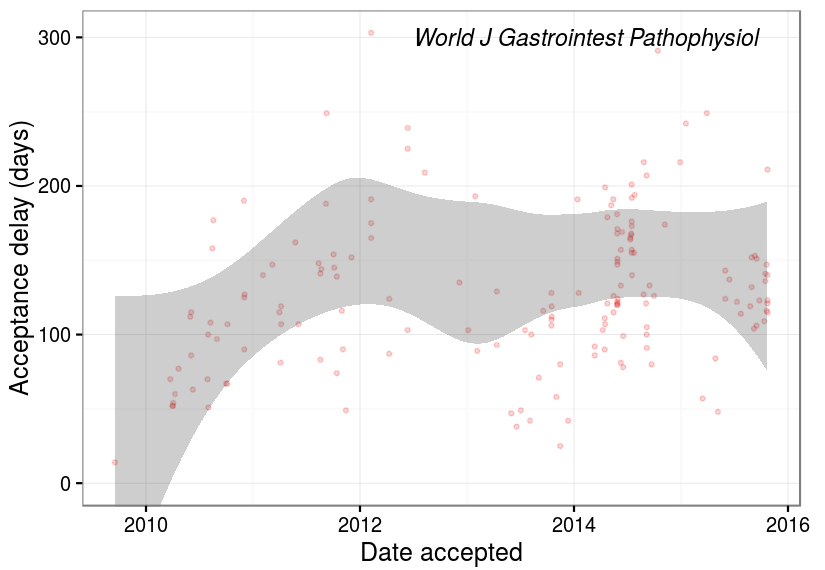 World J Gastrointest Pathophysiol
300
200
100
0
Acceptance delay (days)
2010 2012 2014 2016
Date accepted